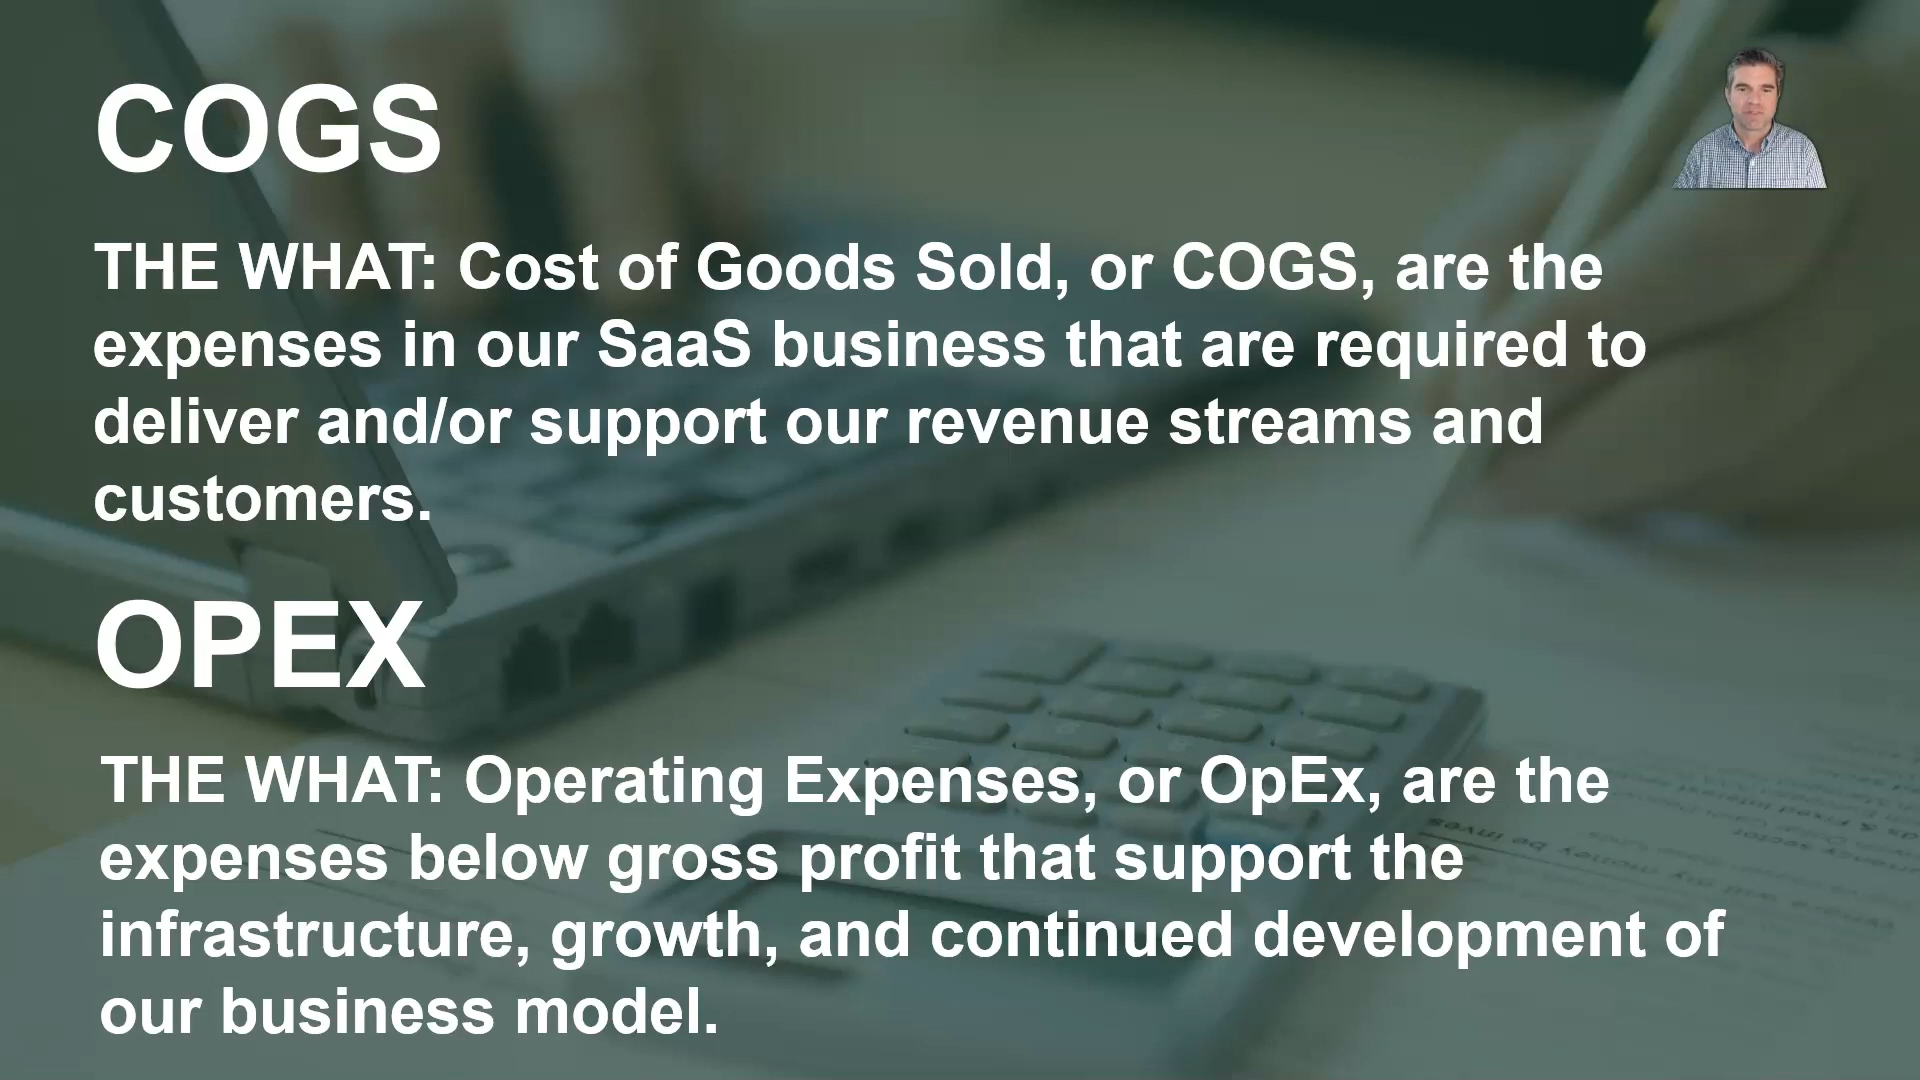 COGS
THE WHAT: Cost of Goods Sold, or COGS, are the
expenses in our SaaS business that are required to
deliver and/or support our revenue streams and
customers.
OPEX
THE WHAT: Operating Expenses, or OpEx, are the
expenses below gross profit that support the
infrastructure, growth, and continued development of
our business model.